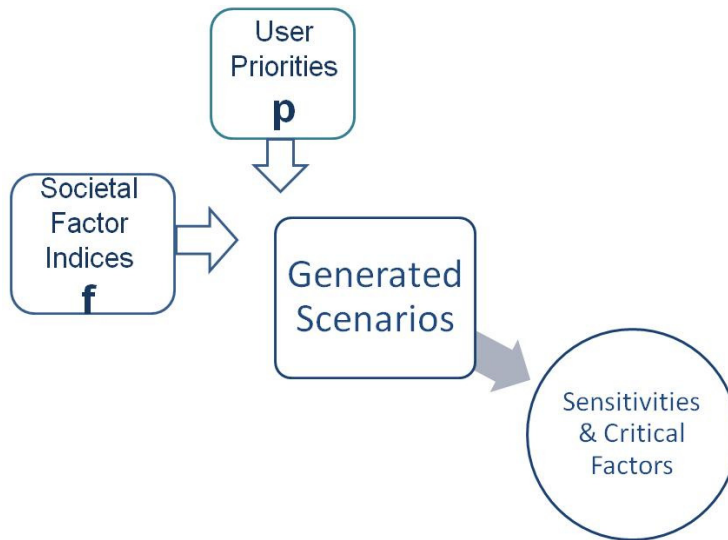 User
Priorities
p
Societal
Factor
Indices
f
Generated
Scenarios
Sensitivities
& Critical
Factors